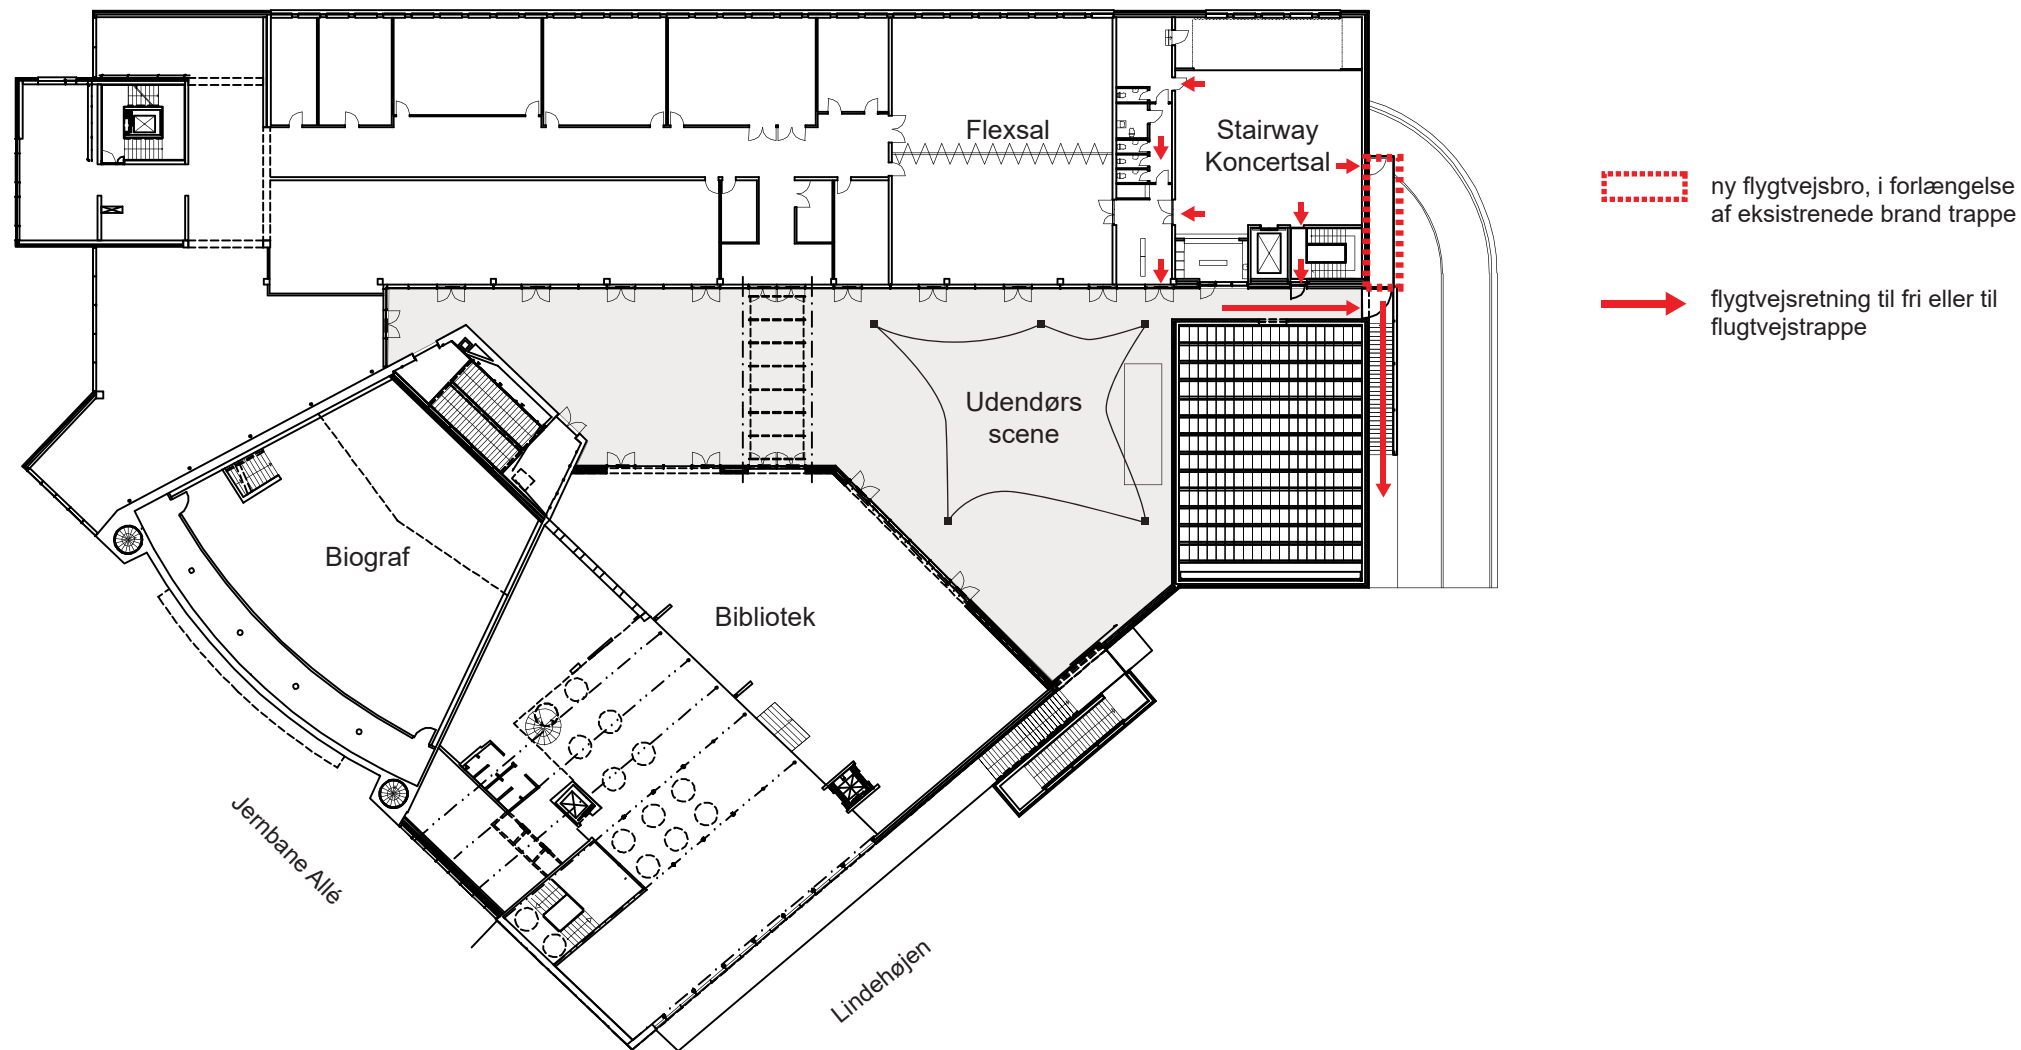 Flexsal
Stairway
Koncertsal
Udendørs
scene
Biograf
Bibliotek
Jernbane Allé
Lindehøjen
ny flygtvejsbro, i forlængelse
af eksistrenede brand trappe
flygtvejsretning til fri eller til
flugtvejstrappe